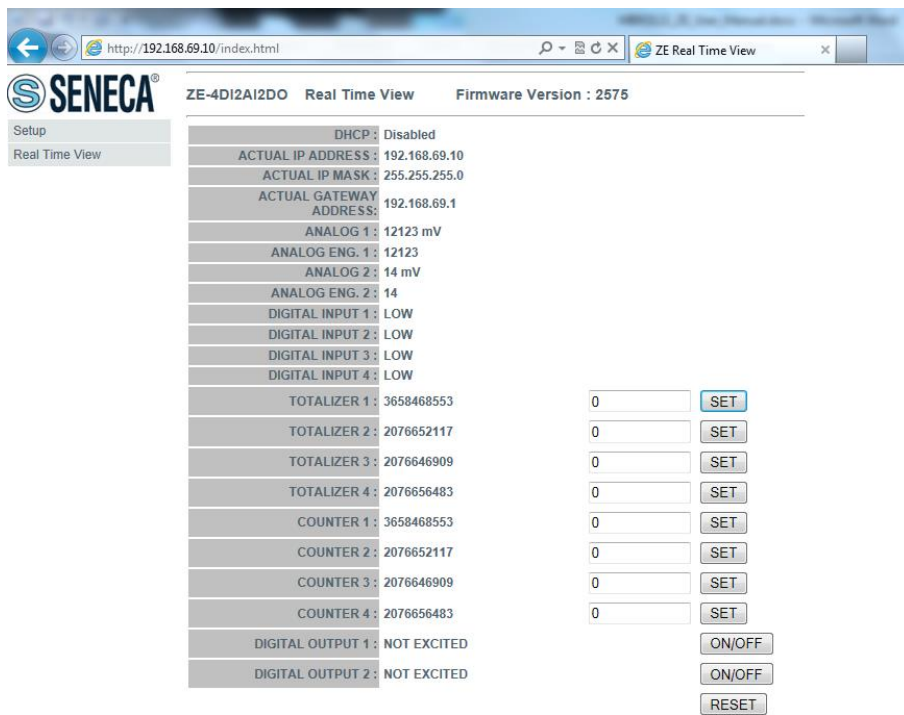 http://192.168.69.10/index.html
ZE Real Time View
SENECA®
ZE-4DI2AI2DO Real Time View Firmware Version : 2575
Setup
Real Time View
DHCP : Disabled
ACTUAL IP ADDRESS : 192.168.69.10
ACTUAL IP MASK : 255.255.255.0
ACTUAL GATEWAY
ADDRESS: 192.168.69.1
ANALOG 1 : 12123 mV
ANALOG ENG. 1 : 12123
ANALOG 2 : 14 mV
ANALOG ENG. 2 : 14
DIGITAL INPUT 1 : LOW
DIGITAL INPUT 2 : LOW
DIGITAL INPUT 3 : LOW
DIGITAL INPUT 4 : LOW
TOTALIZER 1 : 3658468553 0 SET
TOTALIZER 2 : 2076652117 0 SET
TOTALIZER 3 : 2076646909 0 SET
TOTALIZER 4 : 2076656483 0 SET
COUNTER 1 : 3658468553 0 SET
COUNTER 2 : 2076652117 0 SET
COUNTER 3 : 2076646909 0 SET
COUNTER 4 : 2076656483 0 SET
DIGITAL OUTPUT 1 : NOT EXCITED ON/OFF
DIGITAL OUTPUT 2 : NOT EXCITED ON/OFF
RESET